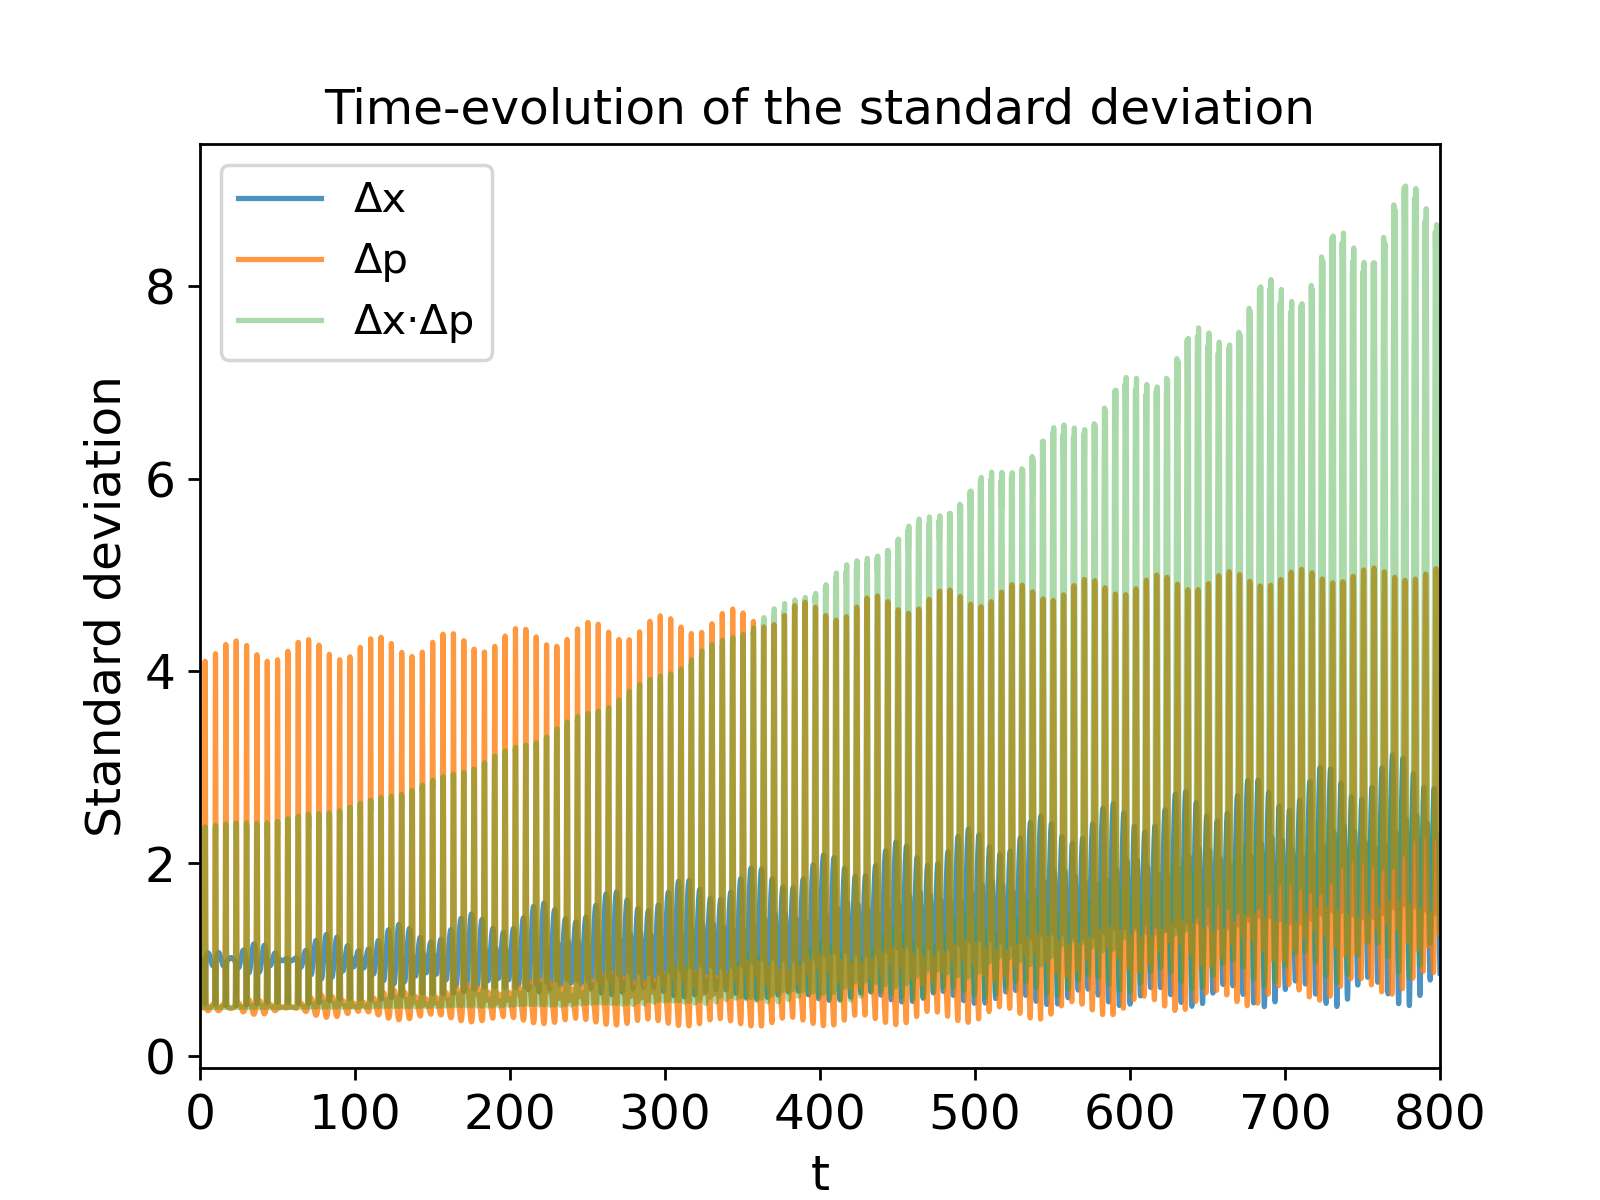 Time-evolution of the standard deviation
Δx
Δp
Δx·Δp
Standard deviation
8
6
4
2
0
0 100 200 300 400 500 600 700 800
t